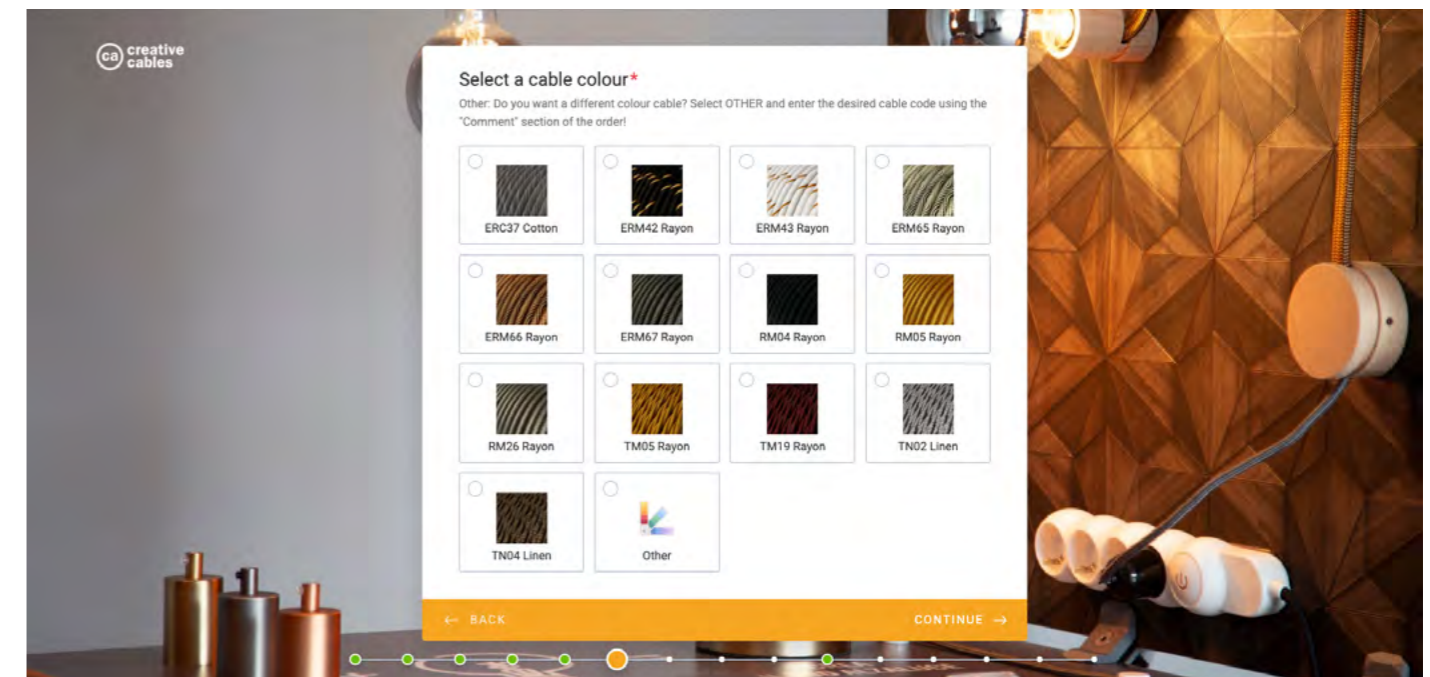 ca creative
cables
Select a cable colour*
Other: Do you want a different colour cable? Select OTHER and enter the desired cable code using the
"Comment" section of the order!
ERC37 Cotton
ERM42 Rayon
ERM43 Rayon
ERM65 Rayon
ERM66 Rayon
ERM67 Rayon
RM04 Rayon
RM05 Rayon
RM26 Rayon
TM05 Rayon
TM19 Rayon
TN02 Linen
TN04 Linen
Other
← BACK
CONTINUE →